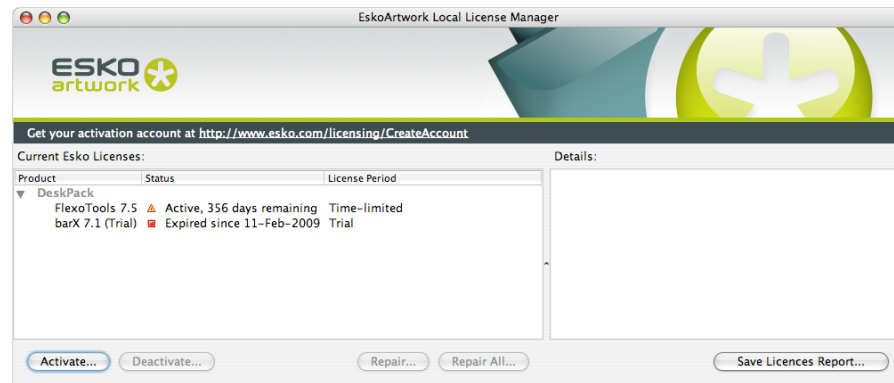 EskoArtwork Local License Manager
ESKO
artwork
Get your activation account at http://www.esko.com/licensing/CreateAccount
Current Esko Licenses:
Details:
Product Status License Period
DeskPack
FlexoTools 7.5 Active, 356 days remaining Time-limited
barX 7.1 (Trial) Expired since 11-Feb-2009 Trial
Activate... Deactivate... Repair... Repair All... Save Licences Report...